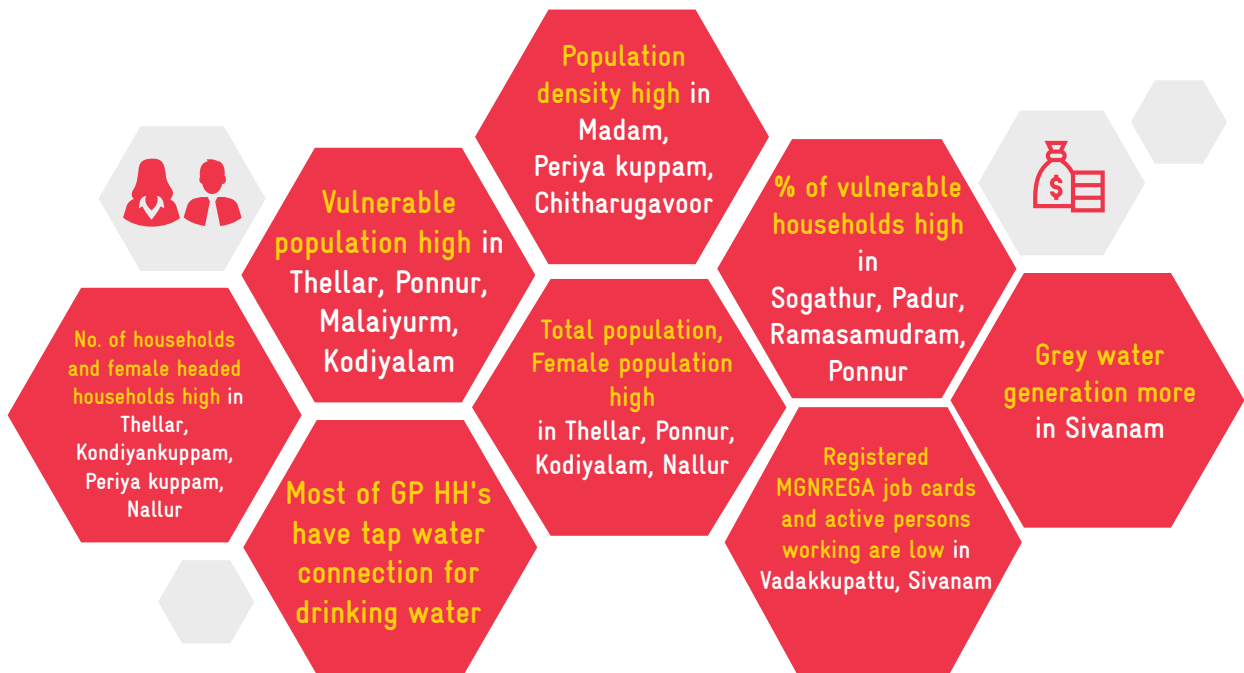 Population
density high in
Madam,
Periya kuppam,
Chitharugavoor
Vulnerable
population high in
Thellar, Ponnur,
Malaiyurm,
Kodiyalam
% of vulnerable
households high
in
Sogathur, Padur,
Ramasamudram,
Ponnur
No. of households
and female headed
households high in
Thellar,
Kondiyankuppam,
Periya kuppam,
Nallur
Total population,
Female population
high
in Thellar, Ponnur,
Kodiyalam, Nallur
Grey water
generation more
in Sivanam
Most of GP HH's
have tap water
connection for
drinking water
Registered
MGNREGA job cards
and active persons
working are low in
Vadakkupattu, Sivanam
$